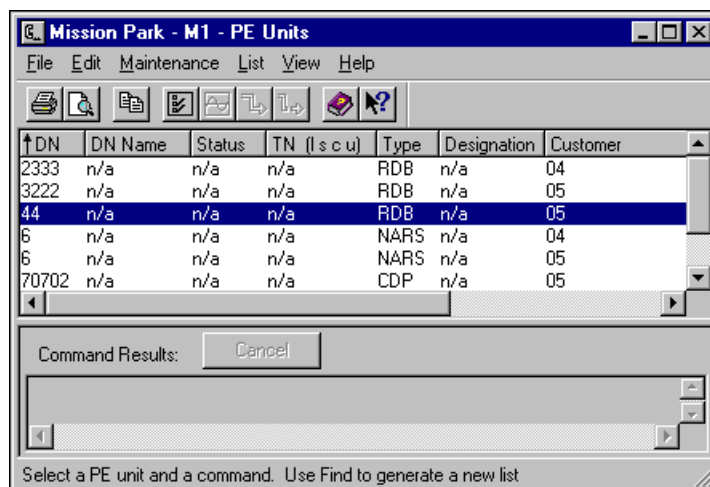 Mission Park - M1 - PE Units
File Edit Maintenance List View Help
DN DN Name Status TN (l s c u) Type Designation Customer
2333 n/a n/a n/a RDB n/a 04
3222 n/a n/a n/a RDB n/a 05
44 n/a n/a n/a RDB n/a 05
6 n/a n/a n/a NARS n/a 04
6 n/a n/a n/a NARS n/a 05
70702 n/a n/a n/a CDP n/a 05
Command Results: Cancel
Select a PE unit and a command. Use Find to generate a new list